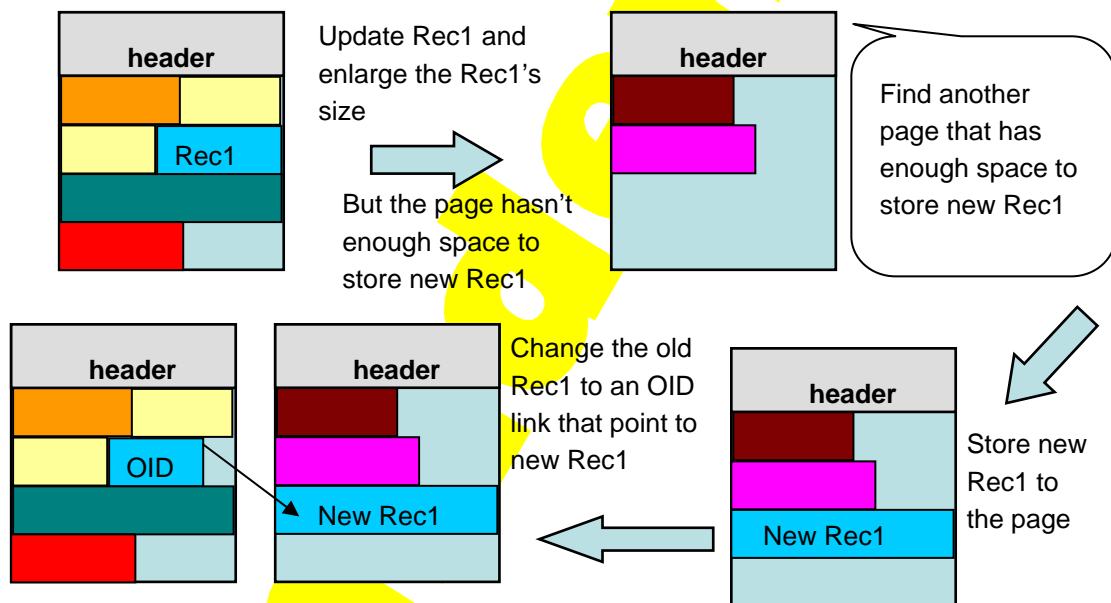 header
Rec1
Update Rec1 and
enlarge the Rec1's
size
But the page hasn't
enough space to
store new Rec1
header
Find another
page that has
enough space to
store new Rec1
Store new
Rec1 to
the page
header
New Rec1
Change the old
Rec1 to an OID
link that point to
new Rec1
header
OID
header
New Rec1